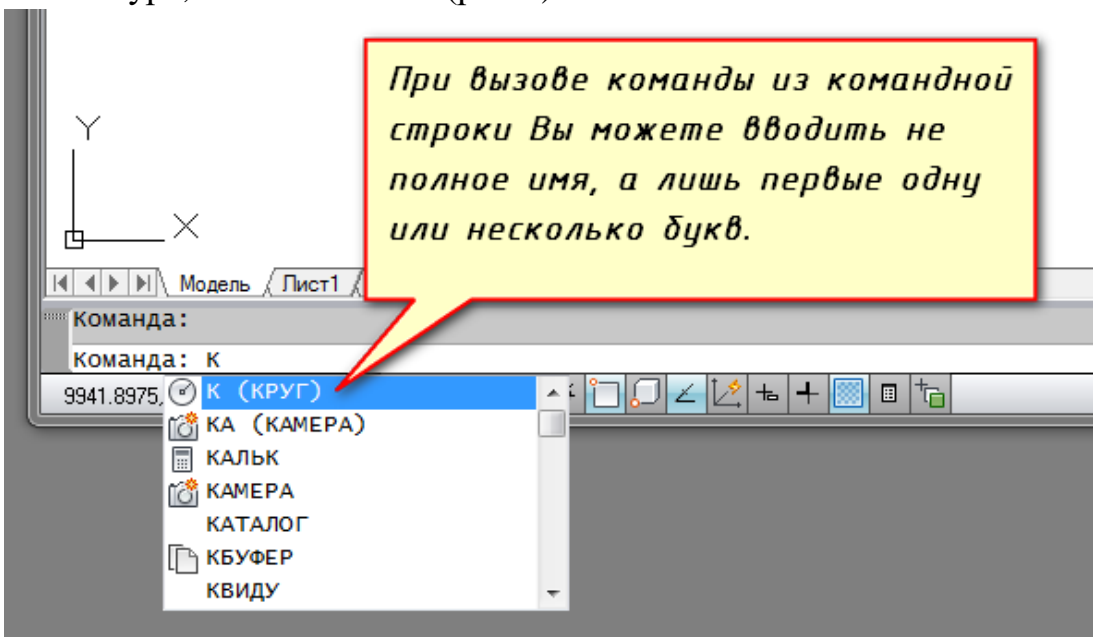 При вызове команды из командной
строки Вы можете вводить не
полное имя, а лишь первые одну
или несколько букв.
Y
X
Модель / Лист1 /
Команда:
Команда: К
9941.8975,
К (КРУГ)
КА (КАМЕРА)
КАЛЬК
КАМЕРА
КАТАЛОГ
КБУФЕР
КВИДУ